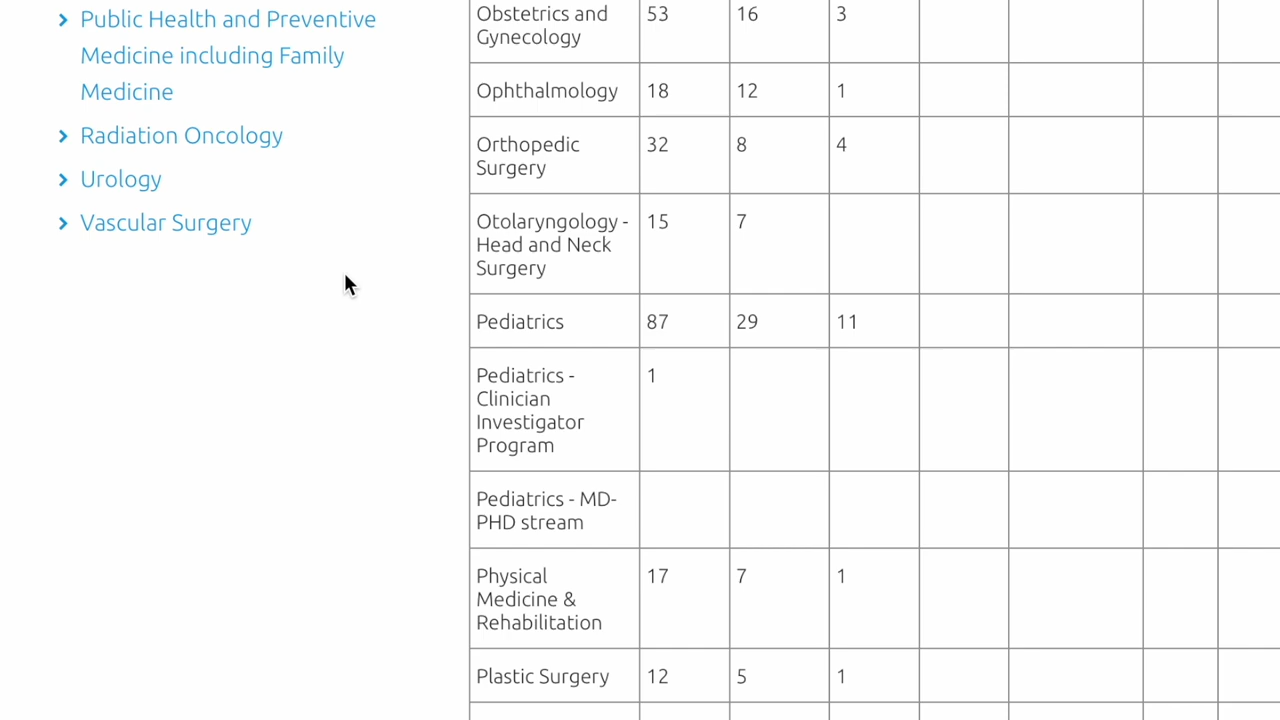 Public Health and Preventive
Medicine including Family
Medicine
Radiation Oncology
Urology
Vascular Surgery
Obstetrics and 53 16 3
Gynecology
Ophthalmology 18 12 1
Orthopedic 32 8 4
Surgery
Otolaryngology - 15 7
Head and Neck
Surgery
Pediatrics 87 29 11
Pediatrics - 1
Clinician
Investigator
Program
Pediatrics - MD-
PHD stream
Physical 17 7 1
Medicine &
Rehabilitation
Plastic Surgery 12 5 1